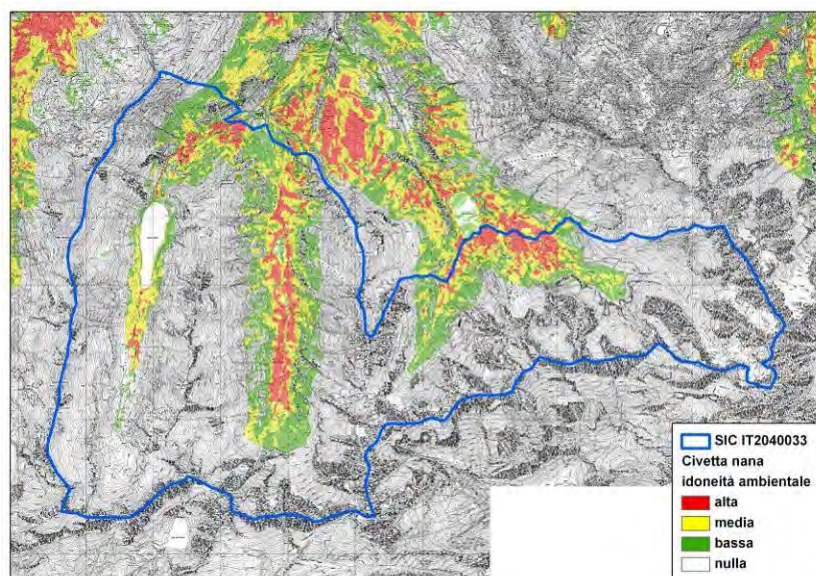 SIC IT2040033
Civetta nana
idoneità ambientale
alta
media
bassa
nulla